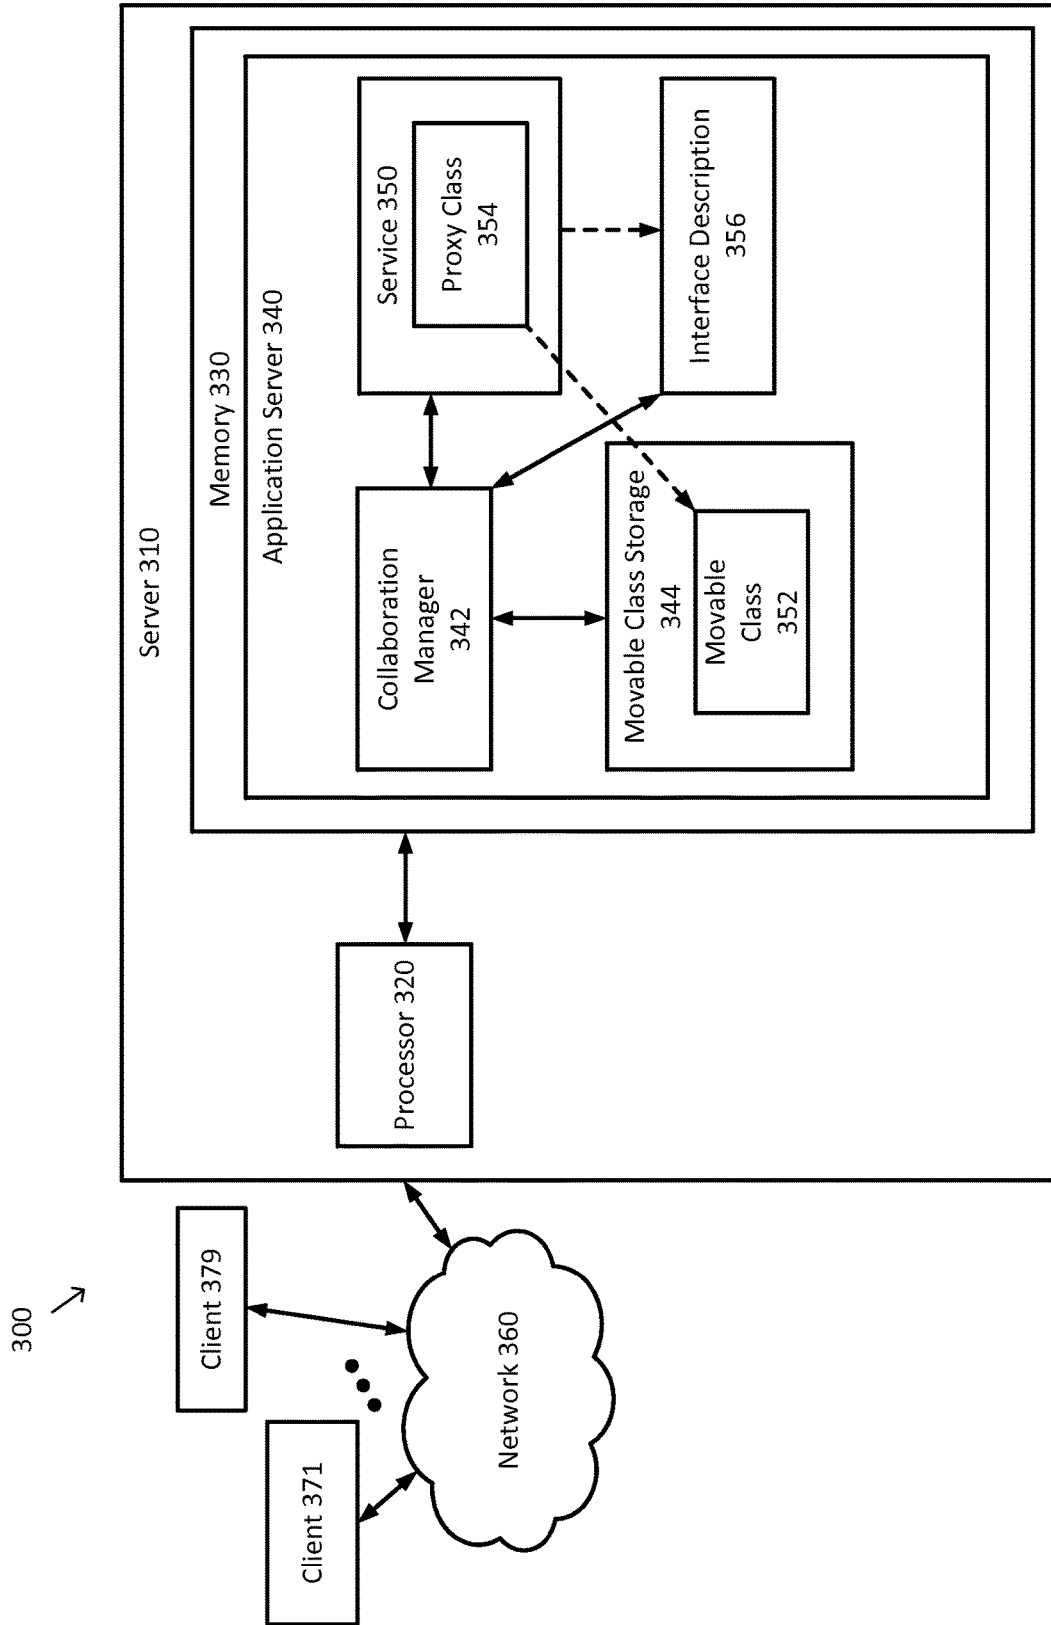 300
Server 310
Memory 330
Application Server 340
Collaboration
Manager
342
Service 350
Proxy Class
354
Movable Class Storage
344
Movable
Class
352
Interface Description
356
Processor 320
Client 371
Client 379
Network 360